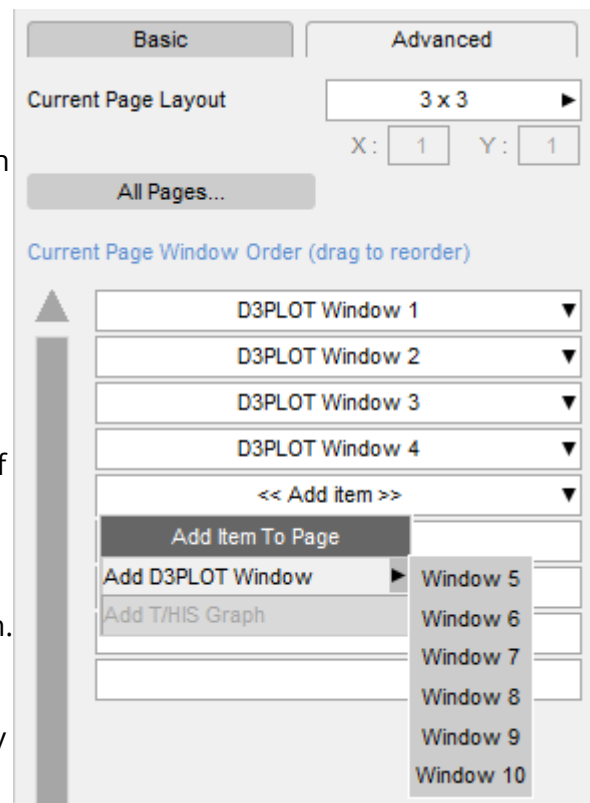 Basic Advanced
Current Page Layout 3 x 3
X : 1 Y : 1
n
All Pages...
Current Page Window Order (drag to reorder)
D3PLOT Window 1
D3PLOT Window 2
D3PLOT Window 3
D3PLOT Window 4
f
<< Add item >>
Add Item To Page
Add D3PLOT Window
Window 5
Add T/HIS Graph
Window 6
n.
Window 7
Window 8
y
Window 9
Window 10